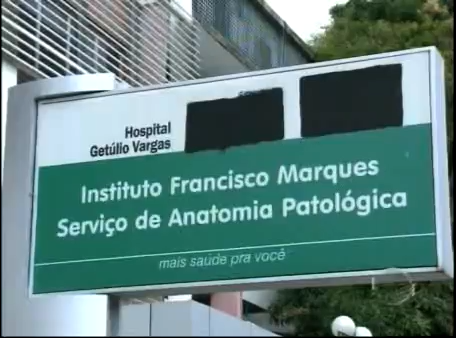 Hospital
Getúlio Vargas
Instituto Francisco Marques
Serviço de Anatomia Patológica
mais saúde pra você